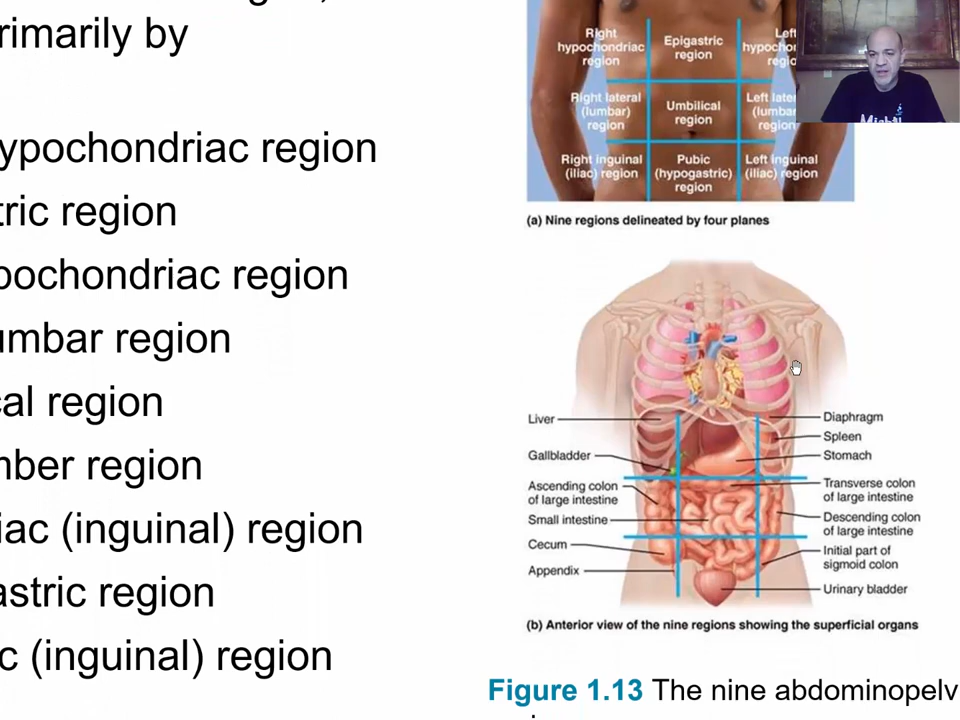 rimarily by
ypochondriac region
tric region
pochondriac region
umbar region
cal region
mber region
iac (inguinal) region
astric region
c (inguinal) region
Right
hypochondriac
region
Epigastric
region
Left
hypochon
regio
Right lateral
(lumbar)
region
Umbilical
region
Left later
(lumbar
region
Right inguinal
(iliac) region
Pubic
(hypogastric)
region
Left inguinal
(iliac) region
(a) Nine regions delineated by four planes
Liver
Gallbladder
Ascending colon
of large intestine
Small intestine
Cecum
Appendix
Diaphragm
Spleen
Stomach
Transverse colon
of large intestine
Descending colon
of large intestine
Initial part of
sigmoid colon
Urinary bladder
(b) Anterior view of the nine regions showing the superficial organs
Figure 1.13 The nine abdominopelv